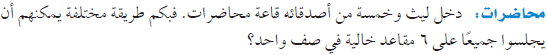 محاضرات: دخل ليث وخمسة من أصدقائه قاعة محاضرات. فبكم طريقة مختلفة يمكنهم أن
يجلسوا جميعًا على ٦ مقاعد خالية في صف واحد؟